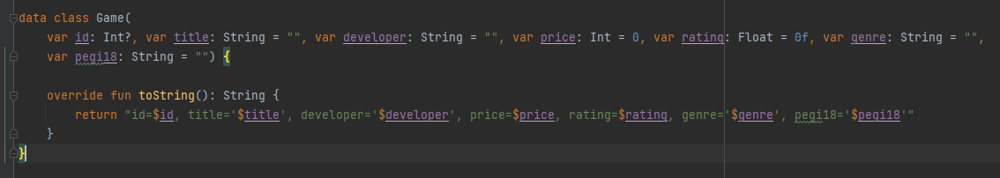 data class Game(
var id: Int?, var title: String = "", var developer: String = "", var price: Int = 0, var rating: Float = 0f, var genre: String = "",
var pegi18: String = "") {
override fun toString(): String {
return "id=$id, title='$title', developer='$developer', price=$price, rating=$rating, genre='$genre', pegi18='$pegi18'"
}
}